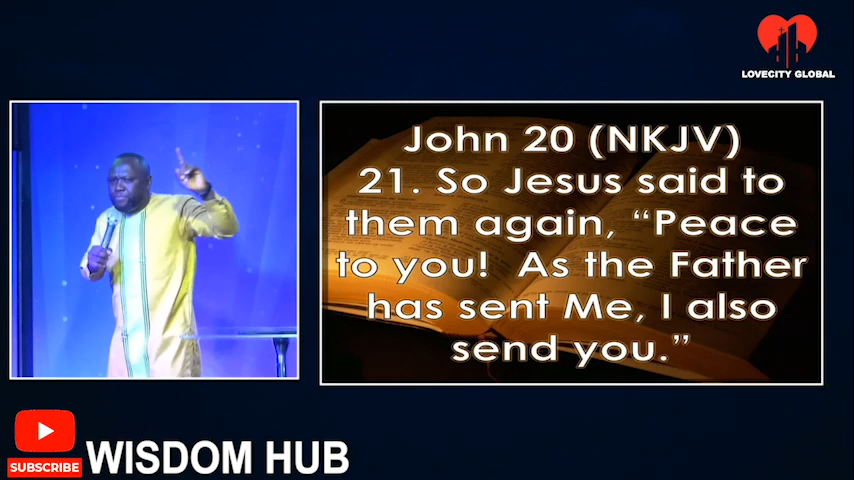 LOVECITY GLOBAL
John 20 (NKJV)
21. So Jesus said to
them again, “Peace
to you!  As the Father
has sent Me, I also
send you.”
SUBSCRIBE
WISDOM HUB